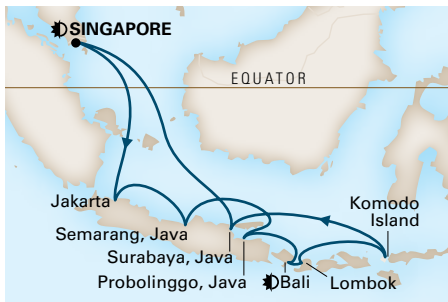 SINGAPORE
EQUATOR
Jakarta
Komodo
Island
Semarang, Java
Surabaya, Java
Probolinggo, Java
Bali
Lombok